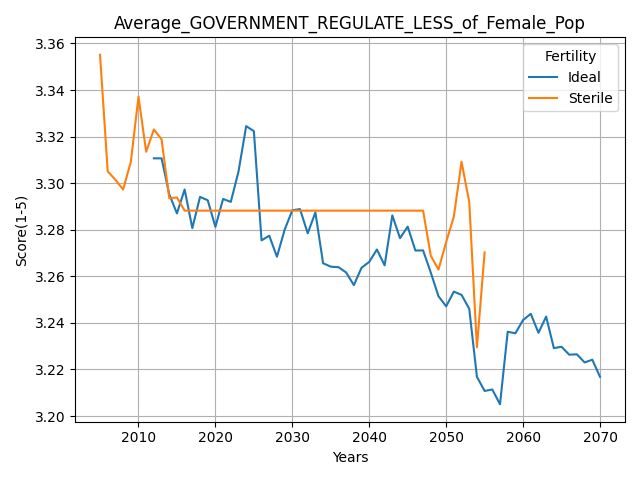 Average_GOVERNMENT_REGULATE_LESS_of_Female_Pop
Fertility
Ideal
Sterile
Score(1-5)
3.36
3.34
3.32
3.30
3.28
3.26
3.24
3.22
3.20
2010 2020 2030 2040 2050 2060 2070
Years